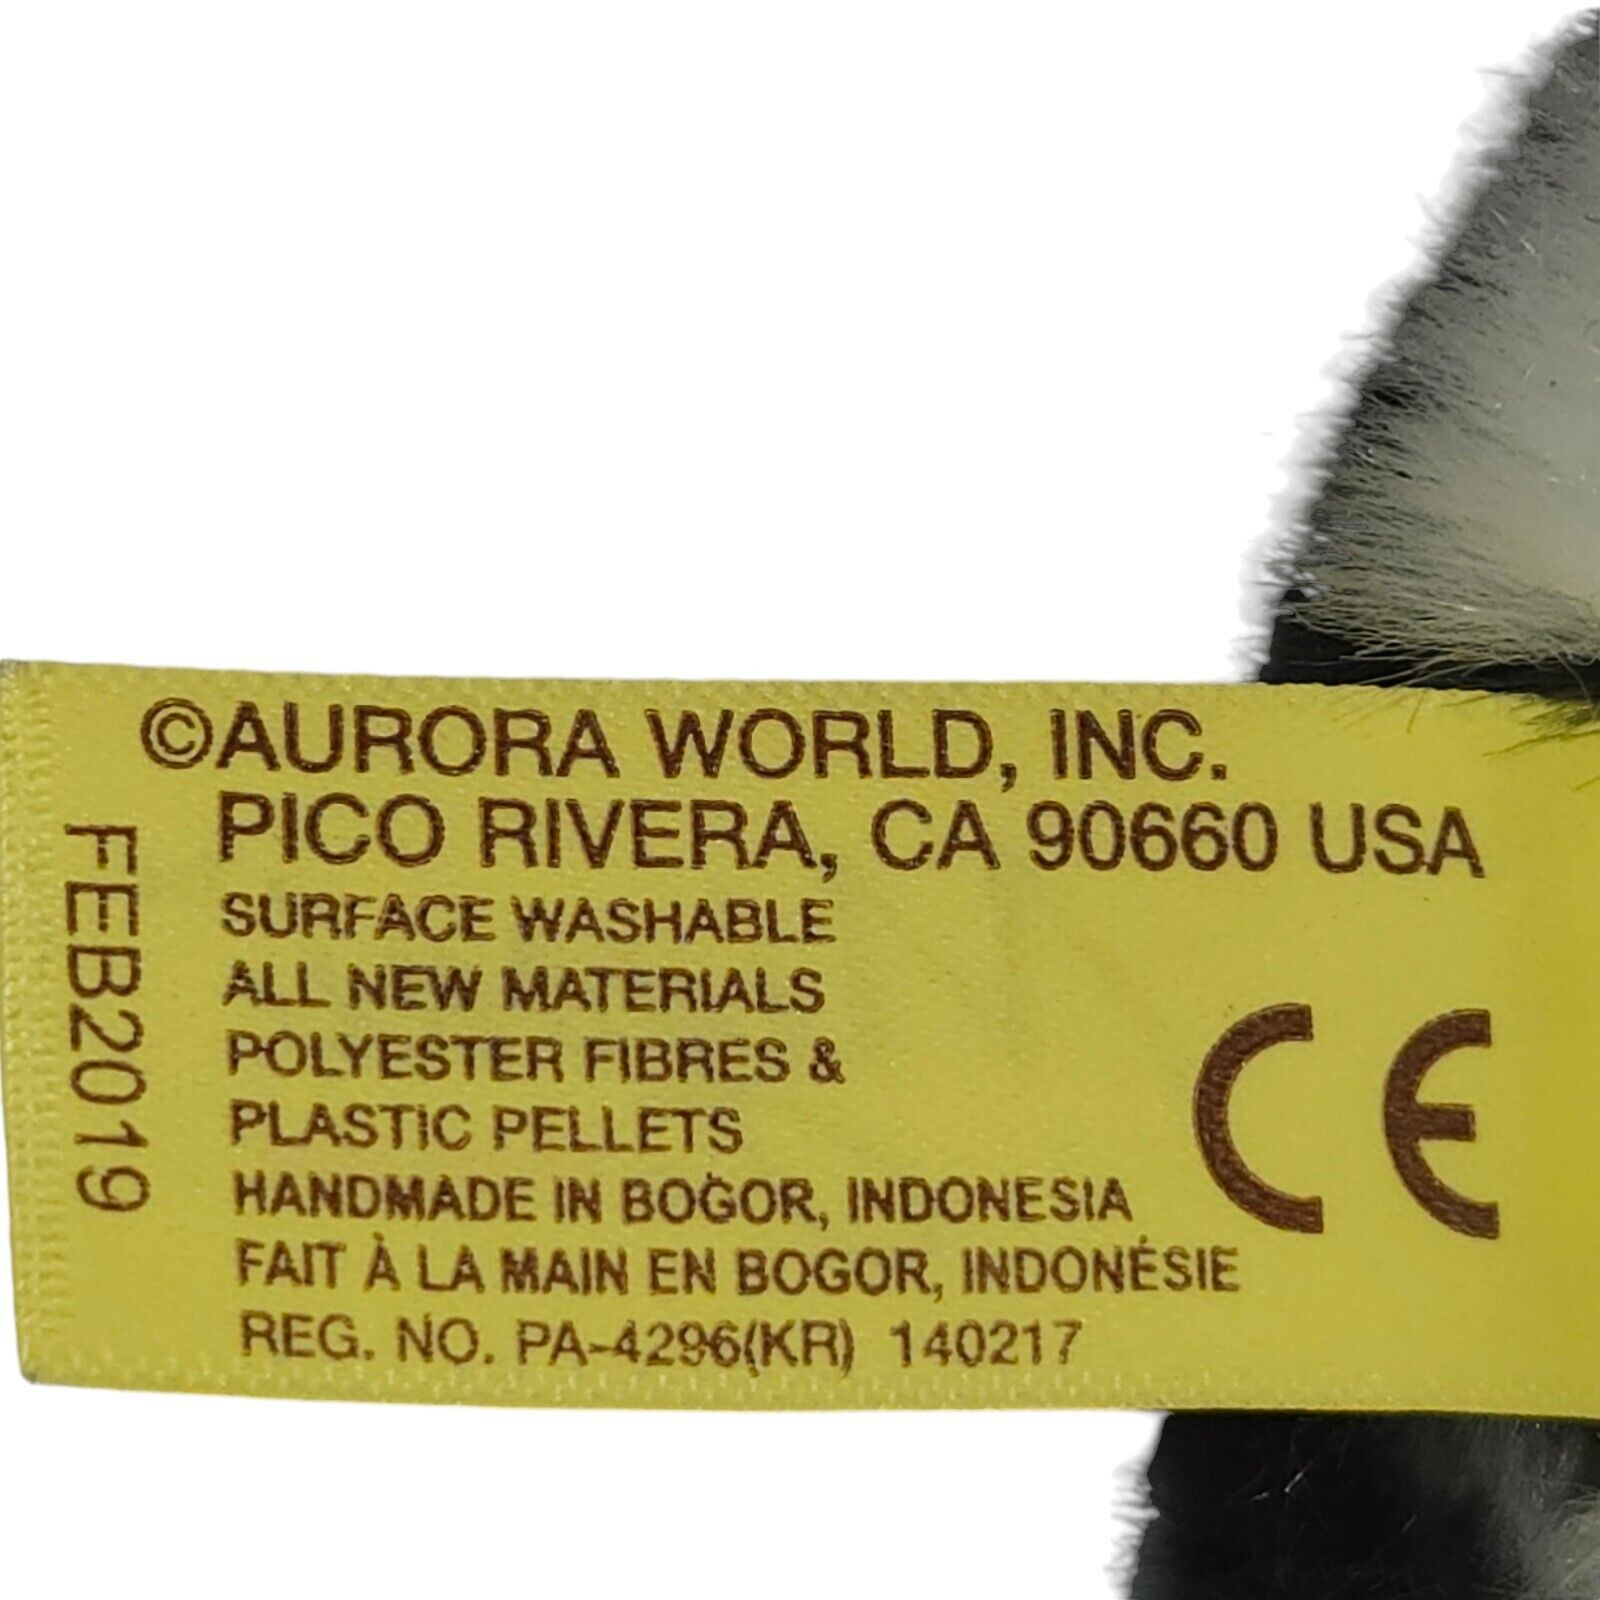 ©AURORA WORLD, INC.
PICO RIVERA, CA 90660 USA
SURFACE WASHABLE
ALL NEW MATERIALS
POLYESTER FIBRES &
PLASTIC PELLETS
HANDMADE IN BOGOR, INDONESIA
FAIT À LA MAIN EN BOGOR, INDONÉSIE
REG. NO. PA-4296(KR) 140217
FEB2019
CE